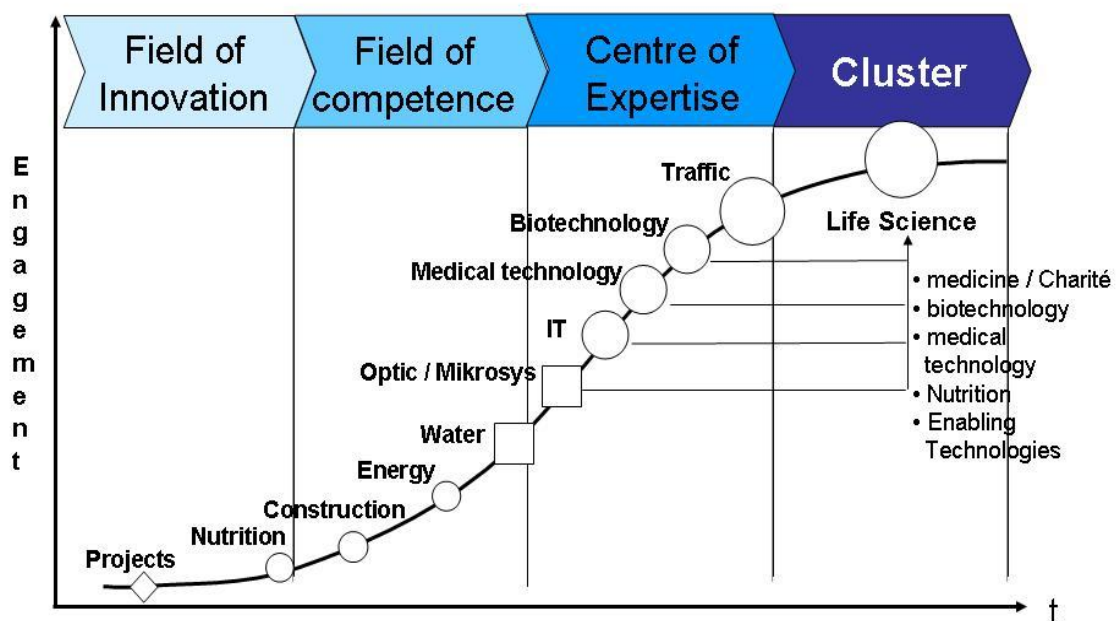 Field of
Innovation
Field of
competence
Centre of
Expertise
Cluster
Engagement
Traffic
Biotechnology
Life Science
Medical technology
• medicine / Charité
• biotechnology
IT
• medical
technology
Optic / Mikrosys
• Nutrition
• Enabling
Technologies
Water
Energy
Construction
Nutrition
Projects
t